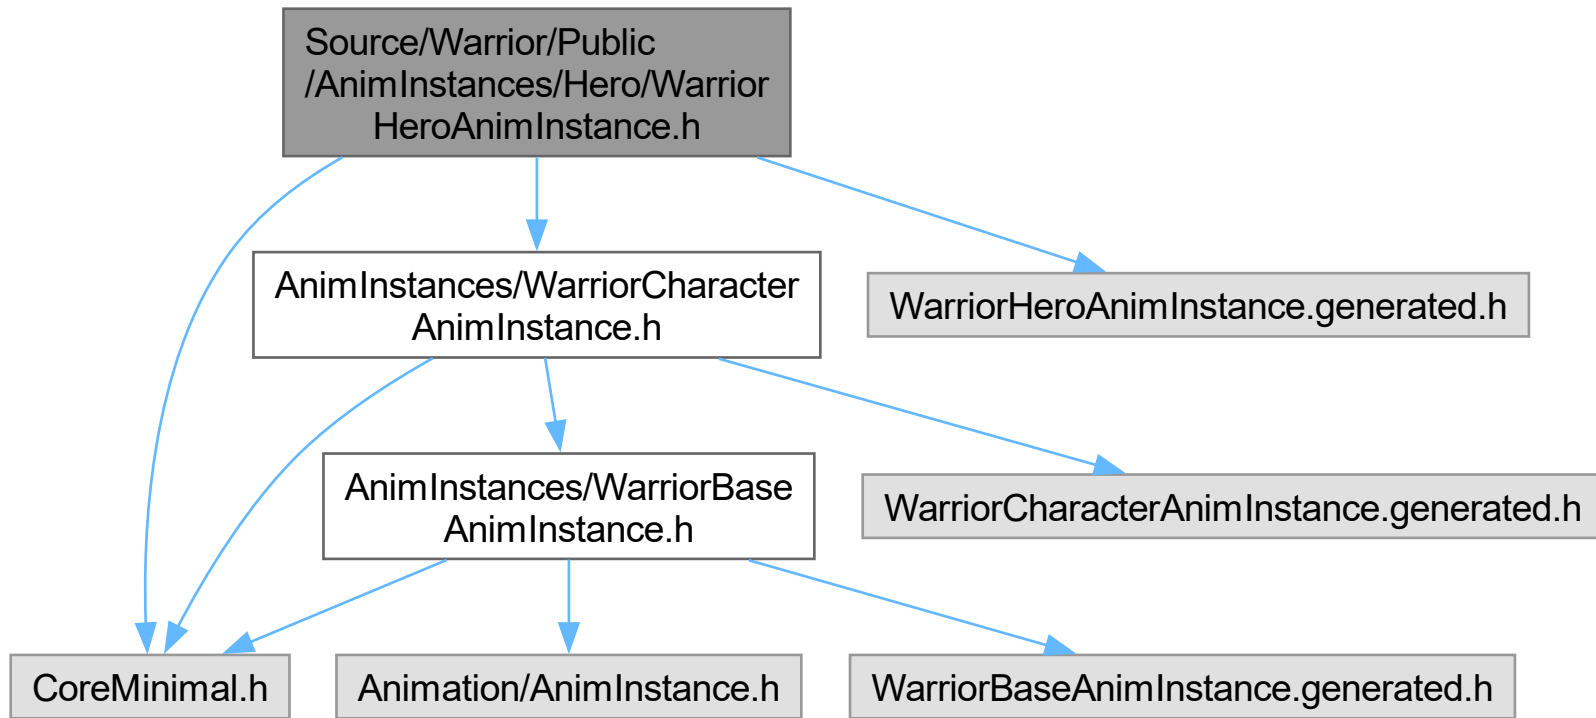 Source/Warrior/Public
/AnimInstances/Hero/Warrior
HeroAnimInstance.h
AnimInstances/WarriorCharacter
AnimInstance.h
WarriorHeroAnimInstance.generated.h
AnimInstances/WarriorBase
AnimInstance.h
WarriorCharacterAnimInstance.generated.h
CoreMinimal.h
Animation/AnimInstance.h
WarriorBaseAnimInstance.generated.h